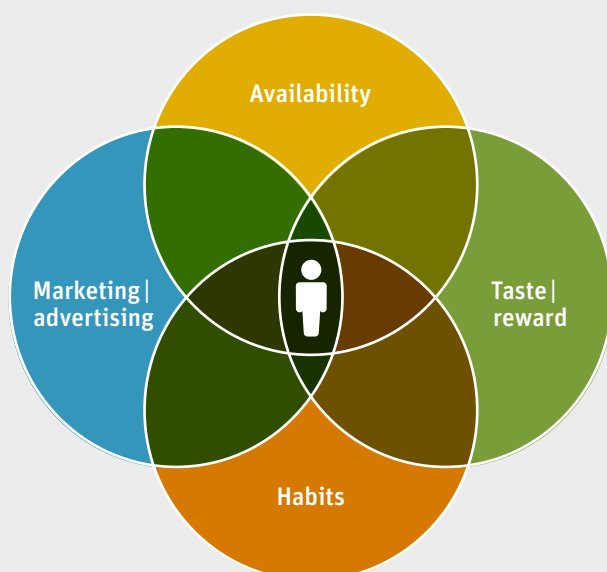 Availability
Marketing|
advertising
Taste|
reward
Habits